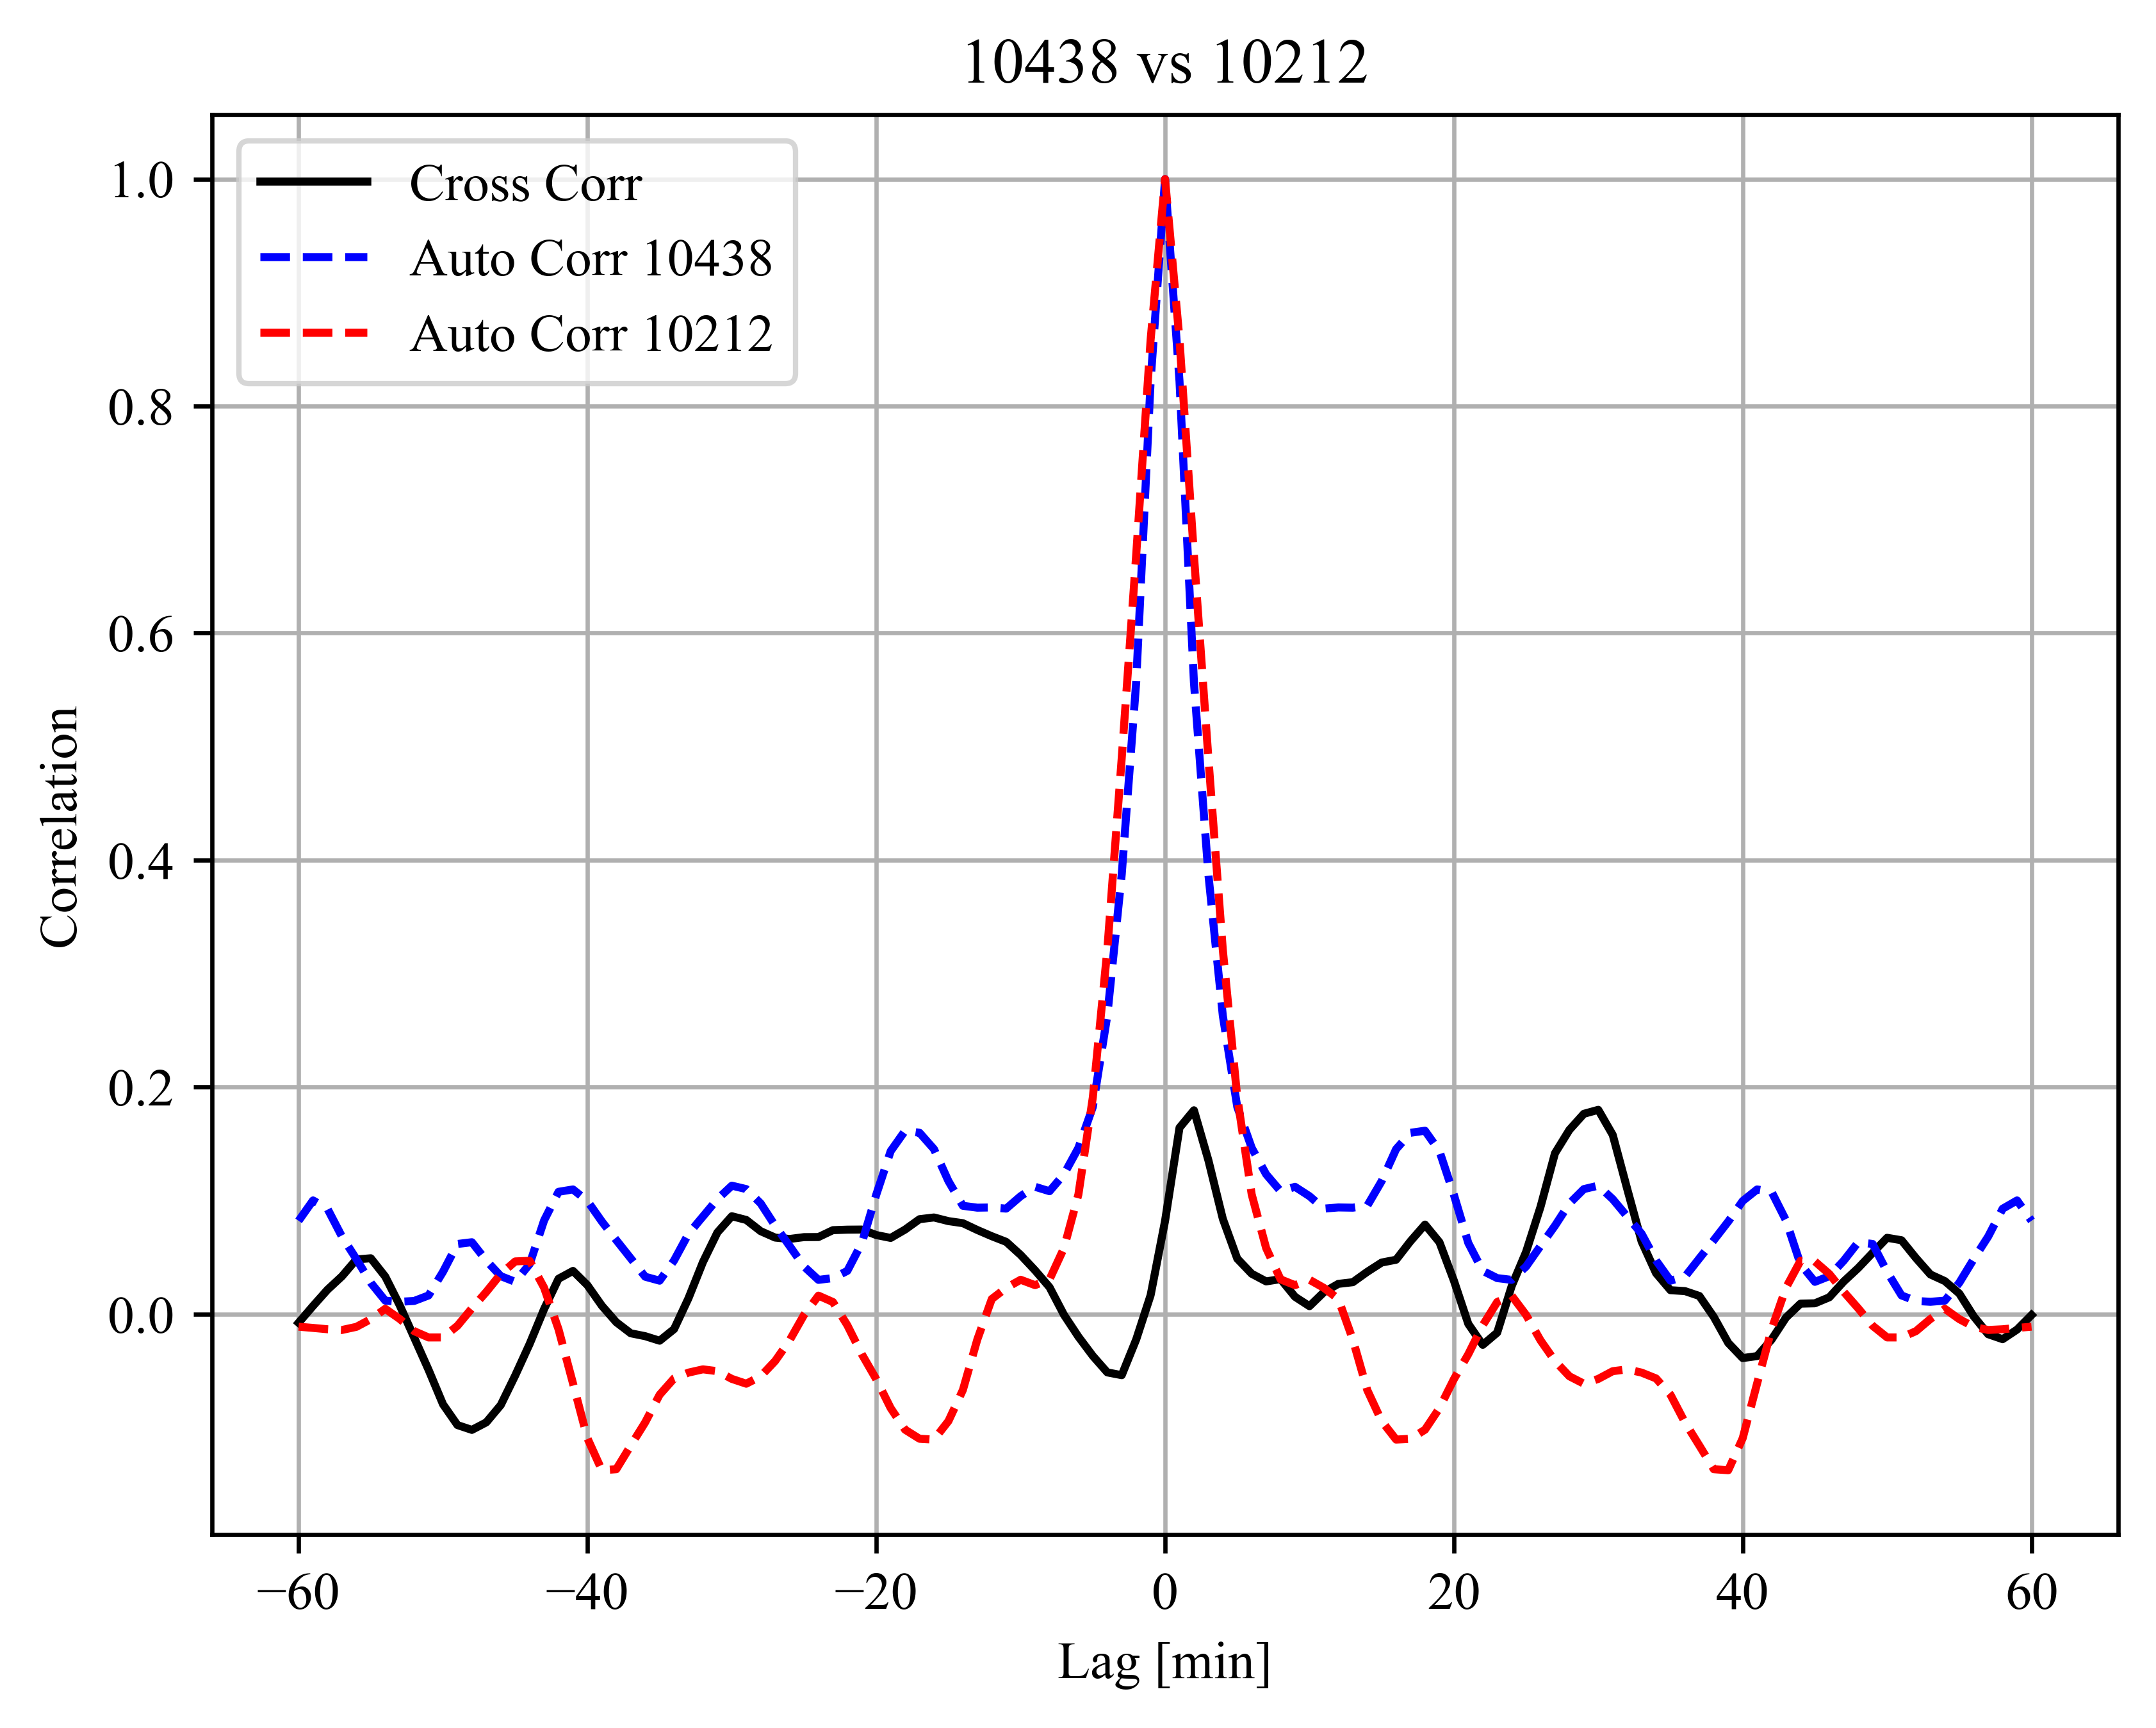 10438 vs 10212
Cross Corr
Auto Corr 10438
Auto Corr 10212
1.0
0.8
0.6
0.4
0.2
0.0
Correlation
−60 −40 −20 0 20 40 60
Lag [min]